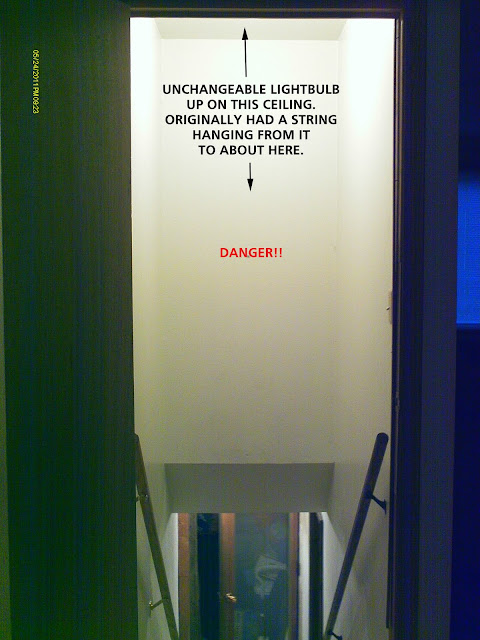 05/24/2011 PM 09:23
UNCHANGEABLE LIGHTBULB
UP ON THIS CEILING.
ORIGINALLY HAD A STRING
HANGING FROM IT
TO ABOUT HERE.
DANGER!!